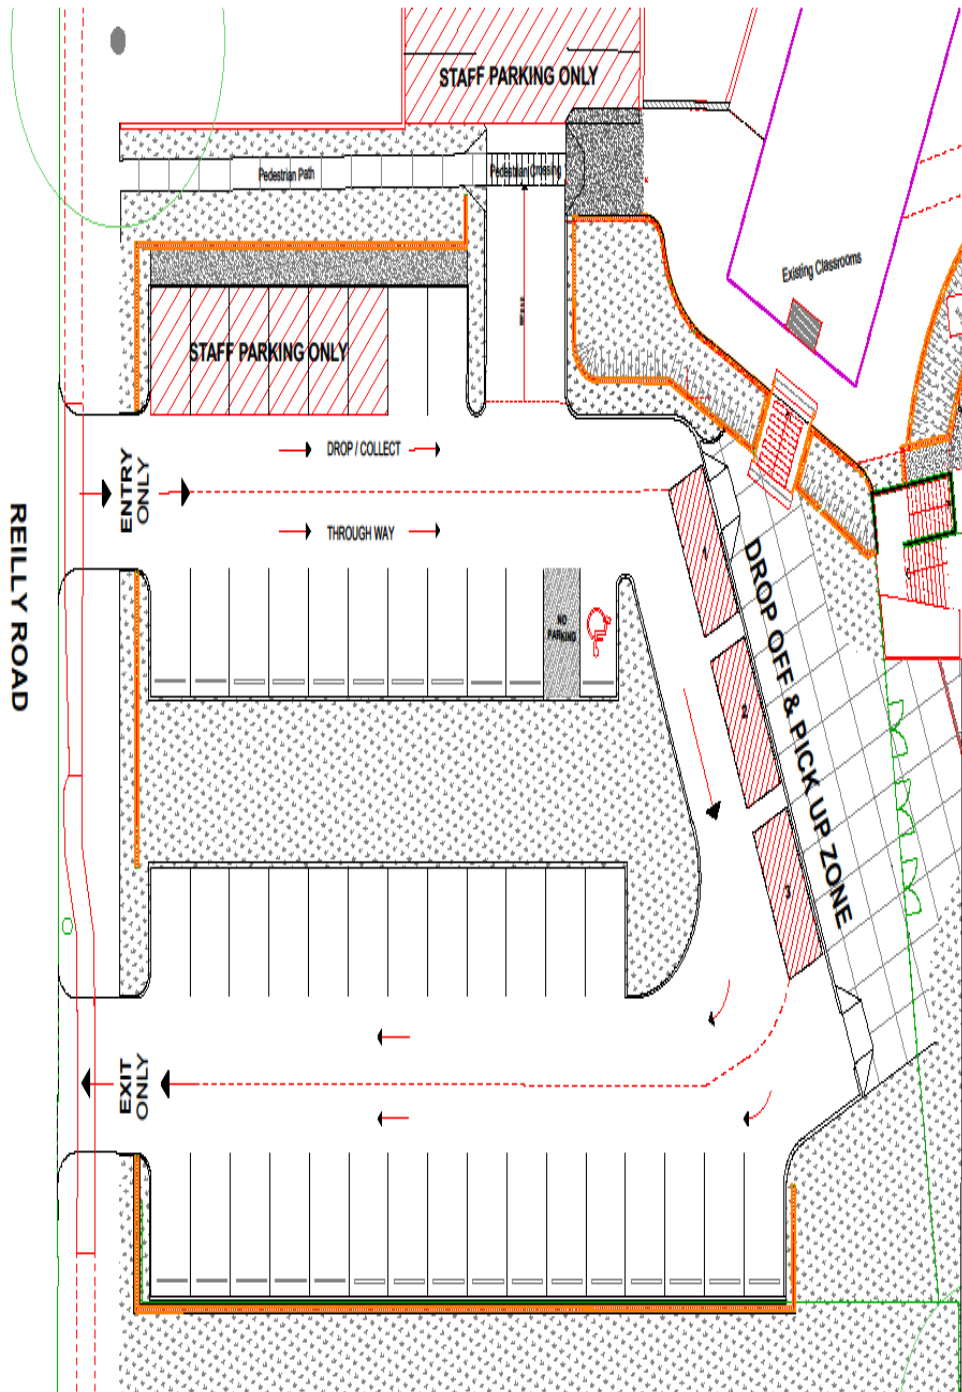 STAFF PARKING ONLY
Pedestrian Path
Pedestrian Crossing
Existing Classrooms
STAFF PARKING ONLY
DROP / COLLECT
ENTRY
ONLY
THROUGH WAY
REILLY ROAD
NO
PARKING
1
2
3
DROP OFF & PICK UP ZONE
EXIT
ONLY